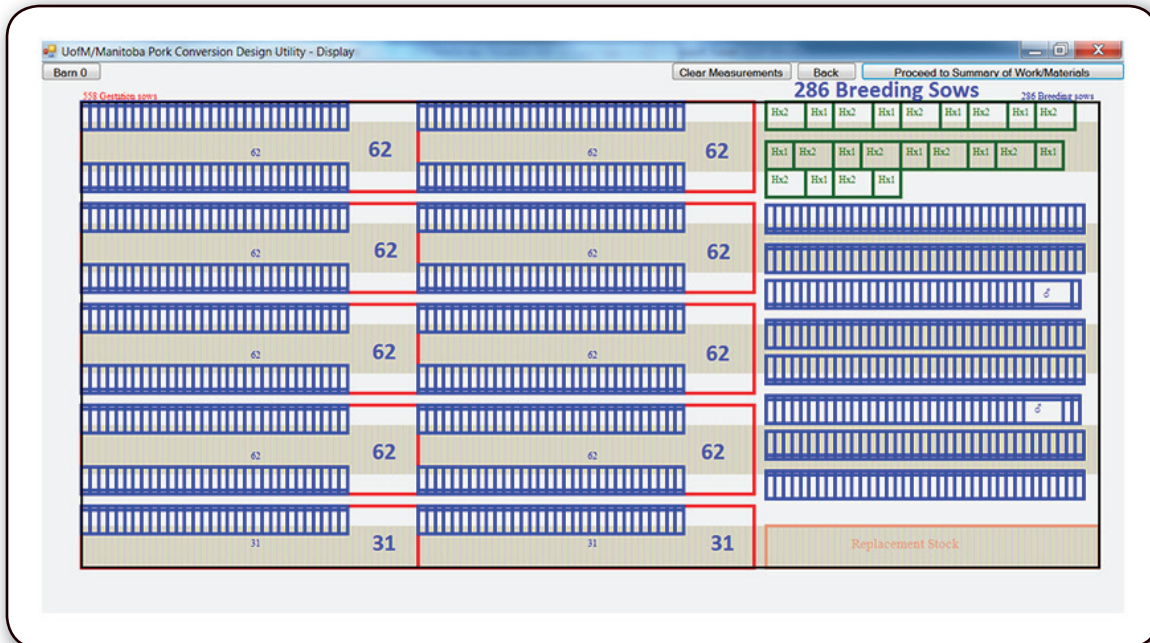 UofM/Manitoba Pork Conversion Design Utility - Display
Barn 0 Clear Measurements Back Proceed to Summary of Work/Materials
558 Gestation sows 286 Breeding Sows 286 Breeding sows
Hx2 Hx1 Hx2 Hx1 Hx2 Hx1 Hx2 Hx1 Hx2
62 62 62 62
Hx1 Hx2 Hx1 Hx2 Hx1 Hx2 Hx1 Hx2 Hx1
Hx2 Hx1 Hx2 Hx1
62 62 62 62
♂
62 62 62 62
♂
62 62 62 62
31 31 31 31
Replacement Stock